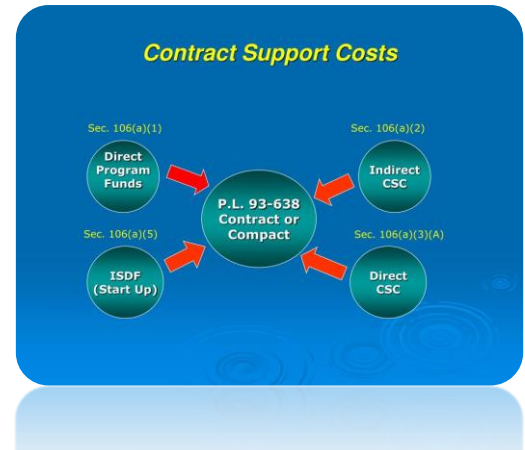 Contract Support Costs
Sec. 106(a)(1)
Direct
Program
Funds
Sec. 106(a)(2)
Indirect
CSC
P.L. 93-638
Contract or
Compact
Sec. 106(a)(5)
ISDF
(Start Up)
Sec. 106(a)(3)(A)
Direct
CSC